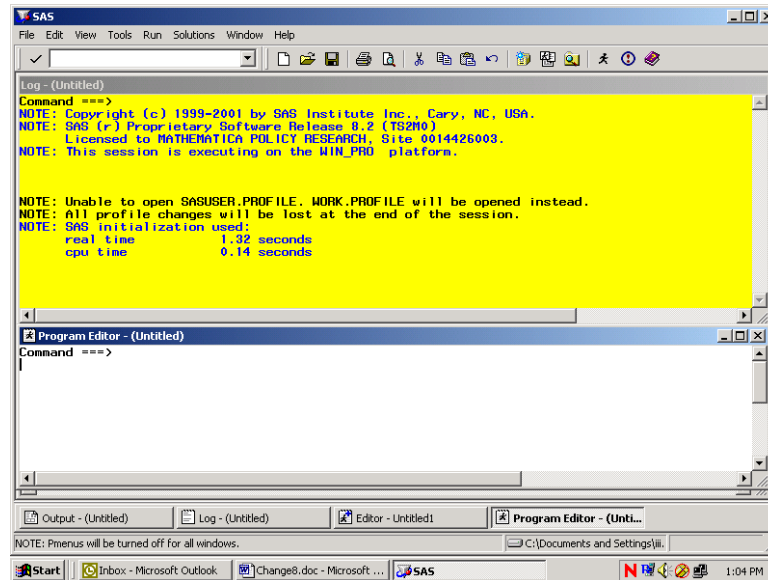 SAS
File Edit View Tools Run Solutions Window Help
Log - (Untitled)
Command ===>
NOTE: Copyright (c) 1999-2001 by SAS Institute Inc., Cary, NC, USA.
NOTE: SAS (r) Proprietary Software Release 8.2 (TS2M0)
Licensed to MATHEMATICA POLICY RESEARCH, Site 0014426003.
NOTE: This session is executing on the WIN_PRO platform.
NOTE: Unable to open SASUSER.PROFILE. WORK.PROFILE will be opened instead.
NOTE: All profile changes will be lost at the end of the session.
NOTE: SAS initialization used:
real time 1.32 seconds
cpu time 0.14 seconds
Program Editor - (Untitled)
Command ===>
Output - (Untitled) Log - (Untitled) Editor - Untitled1 Program Editor - (Unti...
NOTE: Pmenus will be turned off for all windows. C:\Documents and Settings\iii.
Start Inbox - Microsoft Outlook Change8.doc - Microsoft ... SAS N 1:04 PM